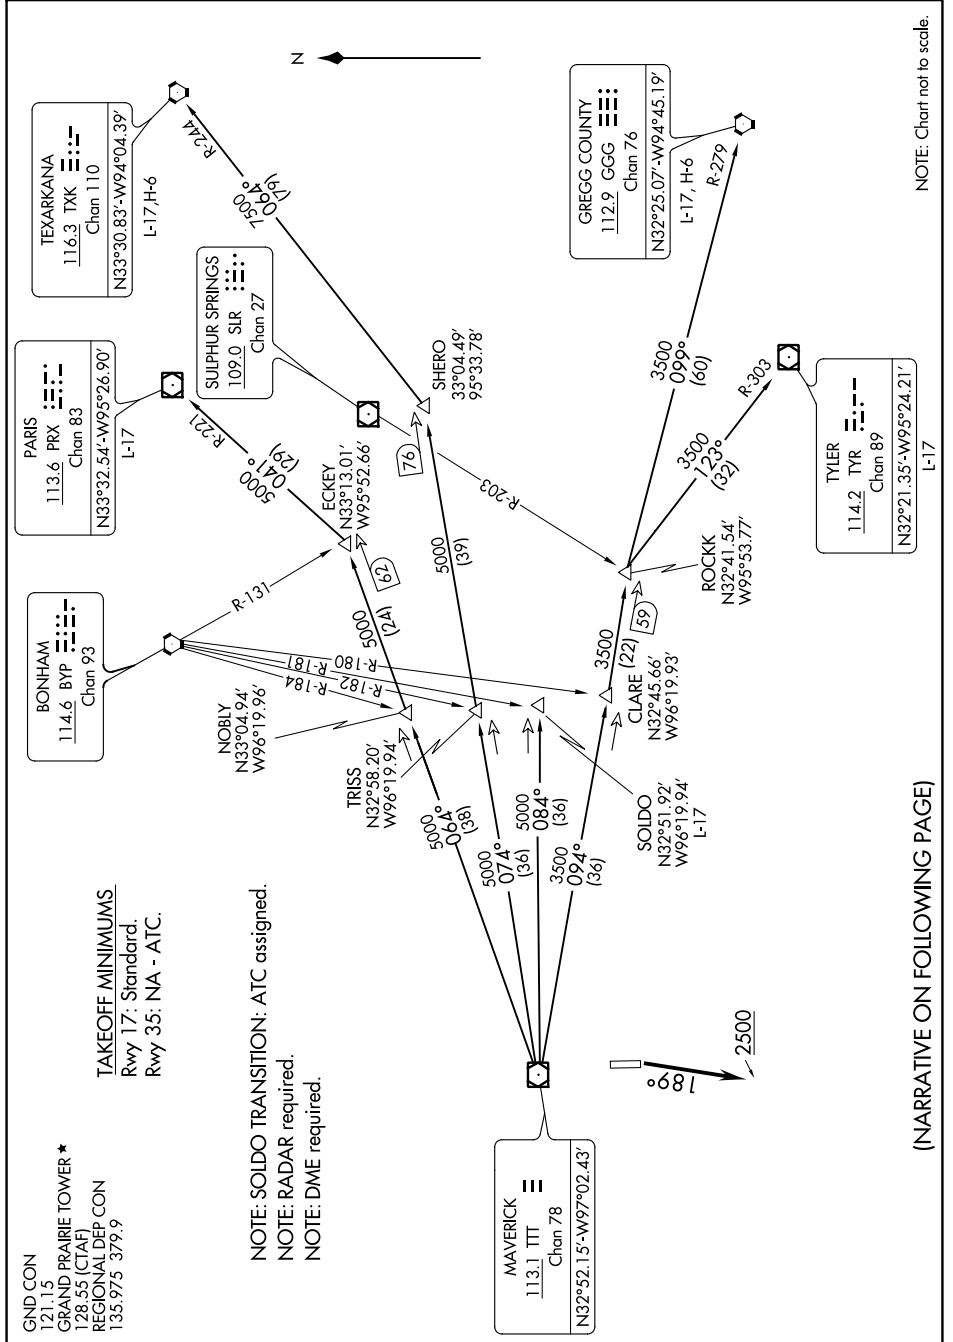 GND CON
121.15
GRAND PRAIRIE TOWER ★
128.55 (CTAF)
REGIONAL DEP CON
135.975 379.9
TAKEOFF MINIMUMS
Rwy 17: Standard.
Rwy 35: NA - ATC.
NOTE: SOLDO TRANSITION: ATC assigned.
NOTE: RADAR required.
NOTE: DME required.
BONHAM
114.6 BYP
Chan 93
PARIS
113.6 PRX
Chan 83
N33°32.54′-W95°26.90′
L-17
TEXARKANA
116.3 TXK
Chan 110
N33°30.83′-W94°04.39′
L-17,H-6
SULPHUR SPRINGS
109.0 SLR
Chan 27
N
R-131
R-184
R-182
R-181
R-180
R-221
5000
041°
(29)
R-244
7500
064°
(79)
NOBLY
N33°04.94′
W96°19.96′
ECKEY
N33°13.01′
W95°52.66′
5000
(24)
62
TRISS
N32°58.20′
W96°19.94′
5000
(39)
76
SHERO
33°04.49′
95°33.78′
R-203
5000
064°
(38)
5000
074°
(36)
5000
084°
(36)
3500
094°
(36)
SOLDO
N32°51.92′
W96°19.94′
L-17
CLARE
N32°45.66′
W96°19.93′
3500
(22)
59
ROCKK
N32°41.54′
W95°53.77′
3500
099°
(60)
R-279
3500
123°
(32)
R-303
GREGG COUNTY
112.9 GGG
Chan 76
N32°25.07′-W94°45.19′
L-17, H-6
TYLER
114.2 TYR
Chan 89
N32°21.35′-W95°24.21′
L-17
MAVERICK
113.1 TTT
Chan 78
N32°52.15′-W97°02.43′
189°
2500
(NARRATIVE ON FOLLOWING PAGE)
NOTE: Chart not to scale.